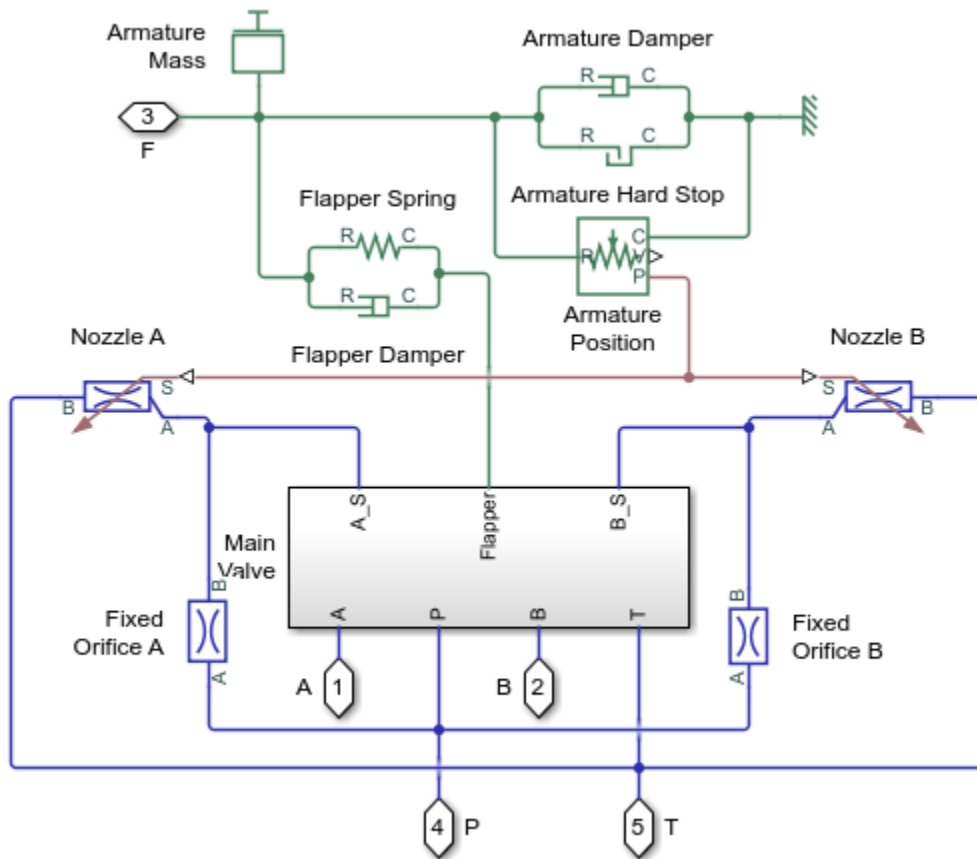 Armature
Mass
Armature Damper
R C
3
F
R C
Flapper Spring
Armature Hard Stop
R C
C
R V
P
R C
Armature
Position
Nozzle A
Flapper Damper
Nozzle B
S
S
B
B
A
A
A_S
Flapper
B_S
Main
Valve
B
B
A
P
B
T
Fixed
Orifice A
Fixed
Orifice B
A
A
A 1
B 2
4 P
5 T